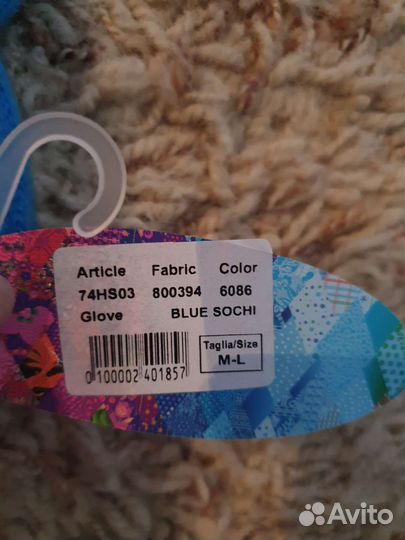 Article Fabric Color
74HS03 800394 6086
Glove BLUE SOCHI
Taglia/Size
M-L
0 100002 401857
Avito